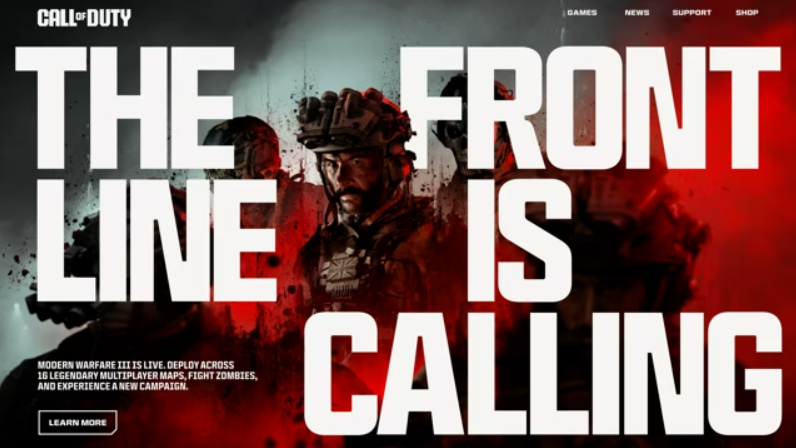 CALL OF DUTY
GAMES NEWS SUPPORT SHOP
THE FRONT
LINE IS
CALLING
MODERN WARFARE III IS LIVE. DEPLOY ACROSS
16 LEGENDARY MULTIPLAYER MAPS, FIGHT ZOMBIES,
AND EXPERIENCE A NEW CAMPAIGN.
LEARN MORE